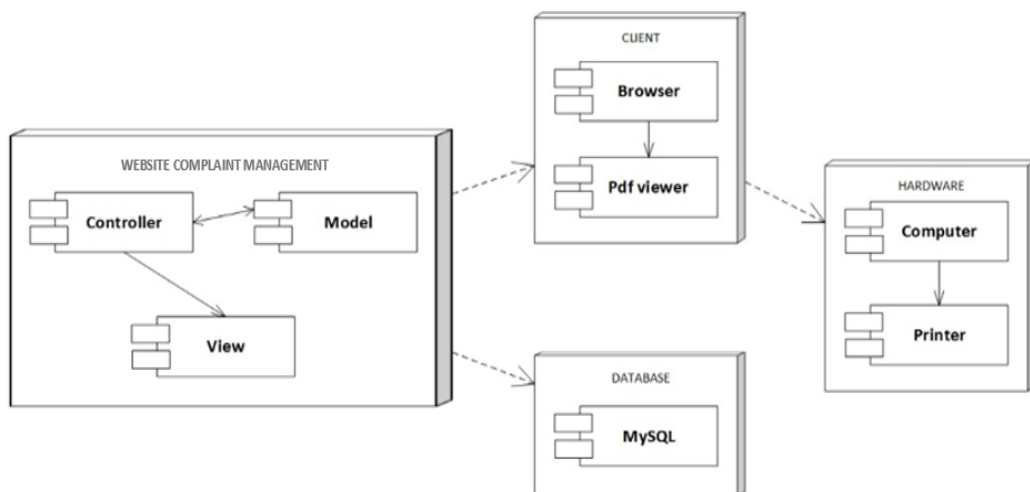 WEBSITE COMPLAINT MANAGEMENT
Controller
Model
View
CLIENT
Browser
Pdf viewer
DATABASE
MySQL
HARDWARE
Computer
Printer